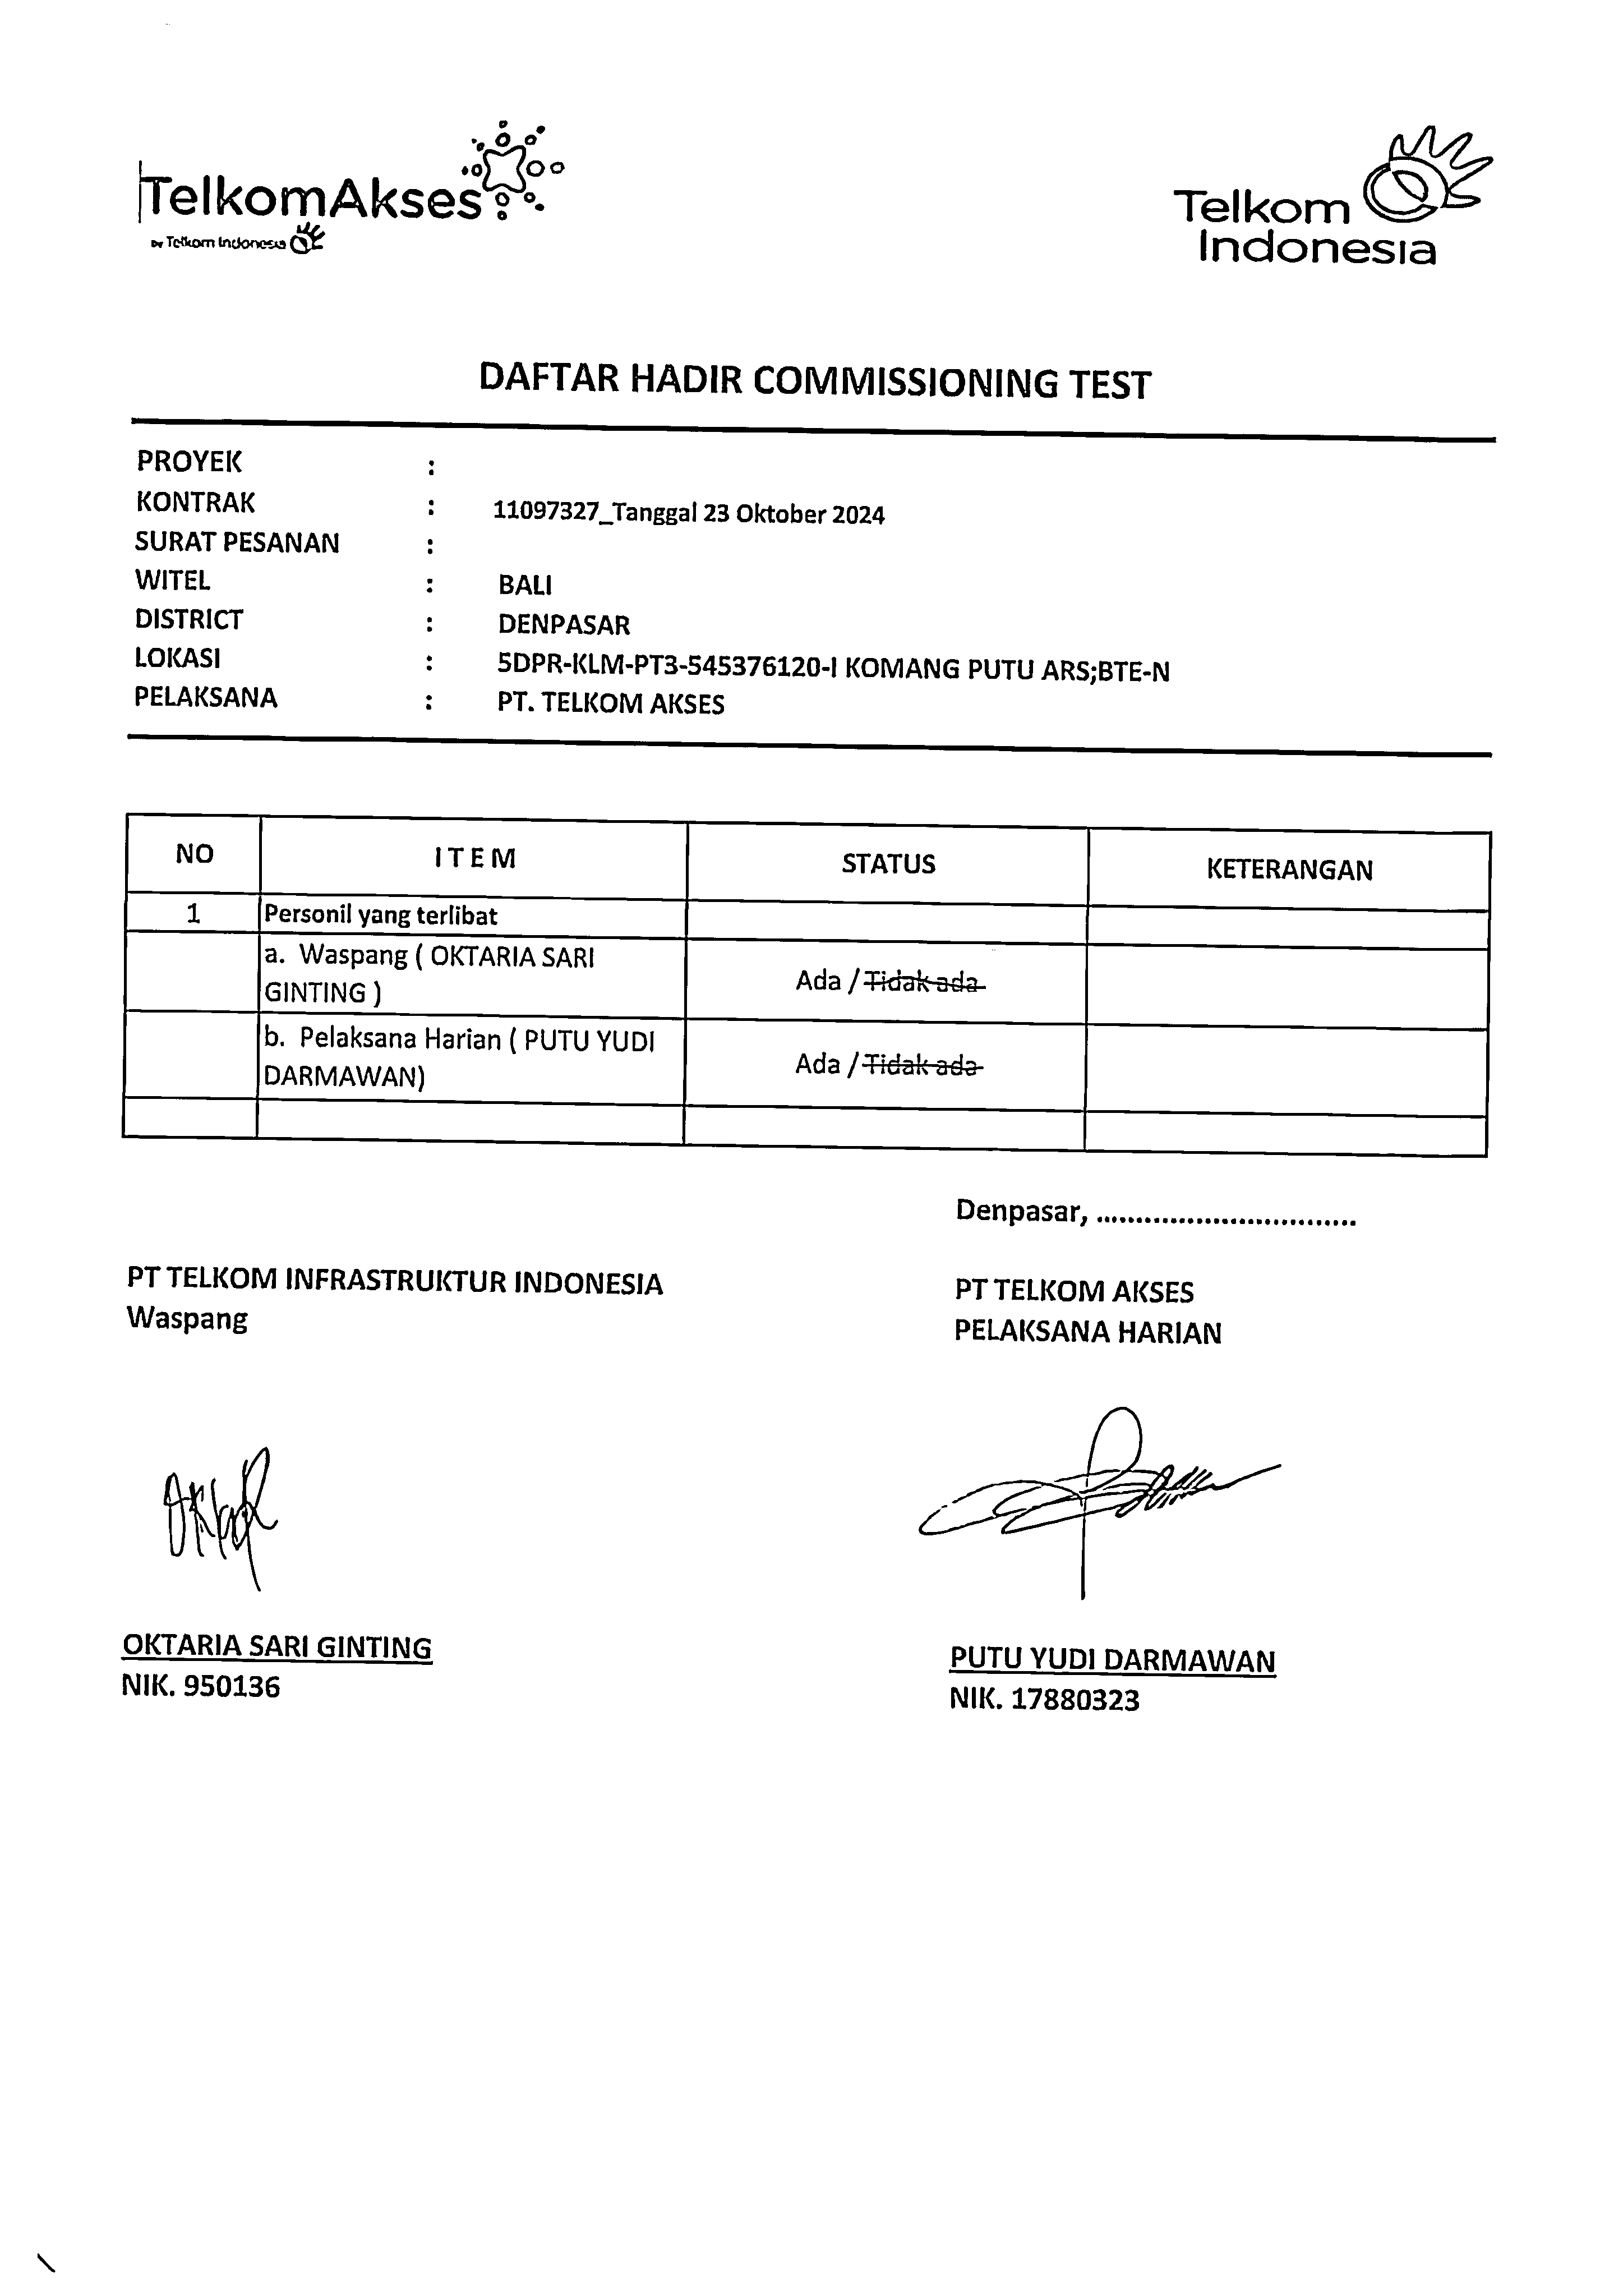 TelkomAkses
by Telkom Indonesia
Telkom
Indonesia
DAFTAR HADIR COMMISSIONING TEST
PROYEK :
KONTRAK : 11097327_Tanggal 23 Oktober 2024
SURAT PESANAN :
WITEL : BALI
DISTRICT : DENPASAR
LOKASI : 5DPR-KLM-PT3-545376120-I KOMANG PUTU ARS;BTE-N
PELAKSANA : PT. TELKOM AKSES
NO ITEM STATUS KETERANGAN
1 Personil yang terlibat
a. Waspang ( OKTARIA SARI
GINTING ) Ada / Tidak ada
b. Pelaksana Harian ( PUTU YUDI
DARMAWAN) Ada / Tidak ada
Denpasar, .................................
PT TELKOM INFRASTRUKTUR INDONESIA
Waspang
PT TELKOM AKSES
PELAKSANA HARIAN
OKTARIA SARI GINTING
NIK. 950136
PUTU YUDI DARMAWAN
NIK. 17880323